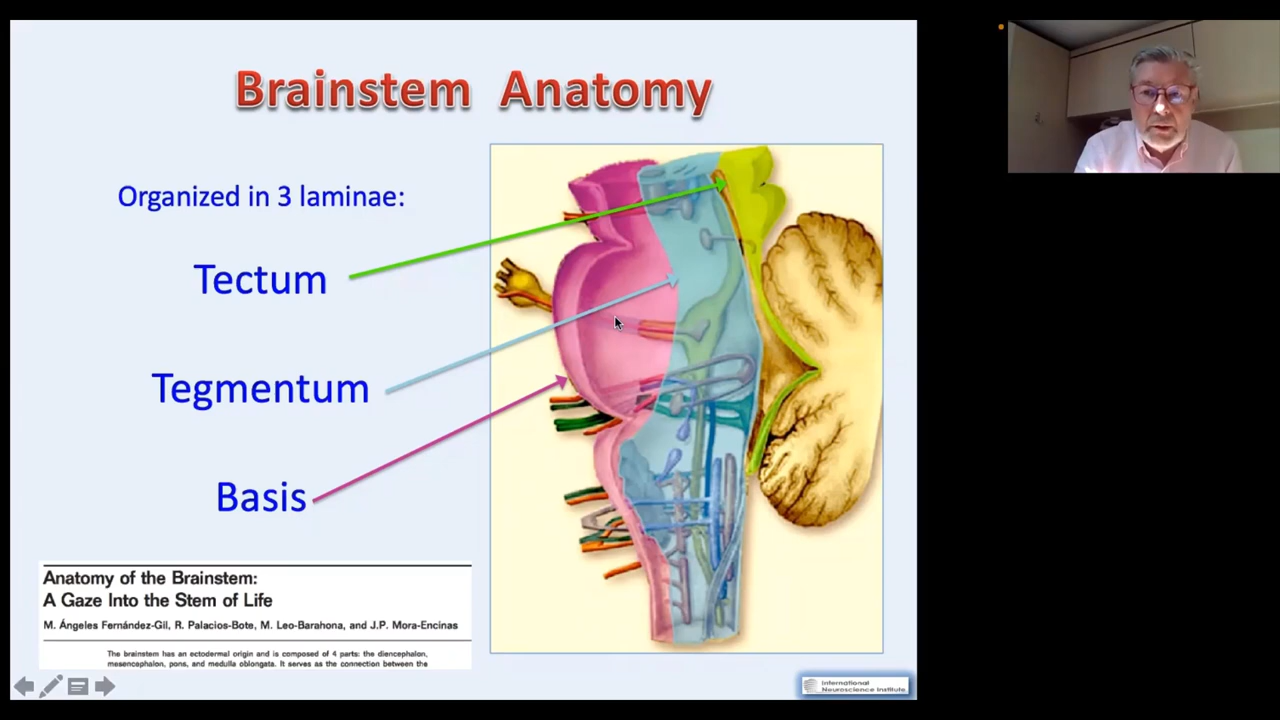 Brainstem Anatomy
Organized in 3 laminae:
Tectum
Tegmentum
Basis
Anatomy of the Brainstem:
A Gaze Into the Stem of Life
M. Ángeles Fernández-Gil, R. Palacios-Bote, M. Leo-Barahona, and J.P. Mora-Encinas
The brainstem has an ectodermal origin and is composed of 4 parts: the diencephalon,
mesencephalon, pons, and medulla oblongata. It serves as the connection between the
International
Neuroscience Institute